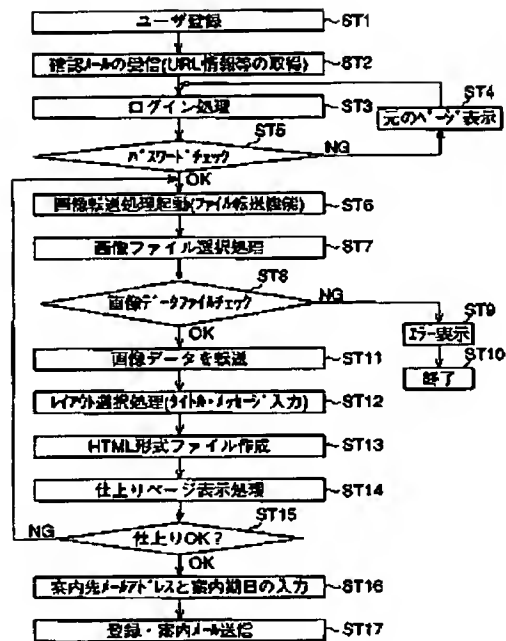 ユーザ登録 ST1
確認メールの受信(URL情報等の取得) ST2
ログイン処理 ST3
ST4
元のページ表示
ST5
パスワードチェック NG
OK
画像転送処理起動(ファイル転送機能) ST6
画像ファイル選択処理 ST7
ST8
画像データファイルチェック NG
ST9
エラー表示
OK
ST10
終了
画像データを転送 ST11
レイアウト選択処理(タイトル・メッセージ入力) ST12
HTML形式ファイル作成 ST13
仕上りページ表示処理 ST14
ST15
NG 仕上りOK?
OK
案内先メールアドレスと案内期日の入力 ST16
登録・案内メール送信 ST17